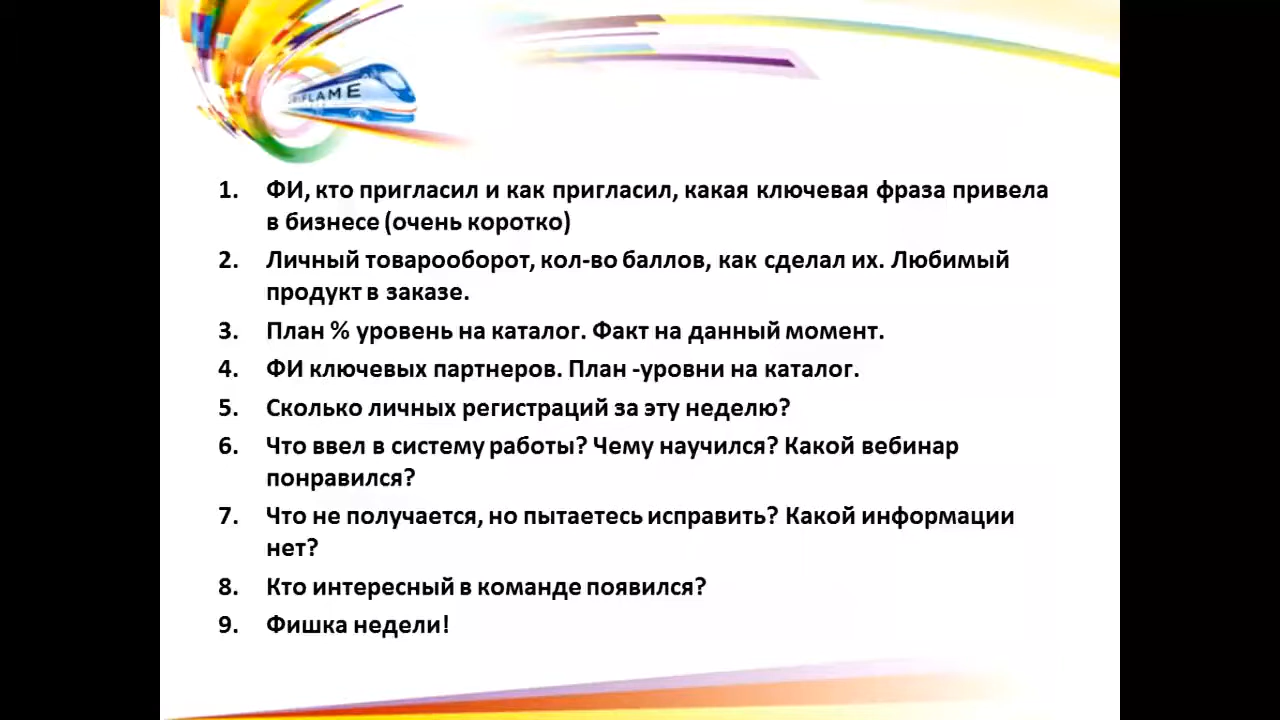 ORIFLAME
1. ФИ, кто пригласил и как пригласил, какая ключевая фраза привела
в бизнесе (очень коротко)
2. Личный товарооборот, кол-во баллов, как сделал их. Любимый
продукт в заказе.
3. План % уровень на каталог. Факт на данный момент.
4. ФИ ключевых партнеров. План -уровни на каталог.
5. Сколько личных регистраций за эту неделю?
6. Что ввел в систему работы? Чему научился? Какой вебинар
понравился?
7. Что не получается, но пытаетесь исправить? Какой информации
нет?
8. Кто интересный в команде появился?
9. Фишка недели!